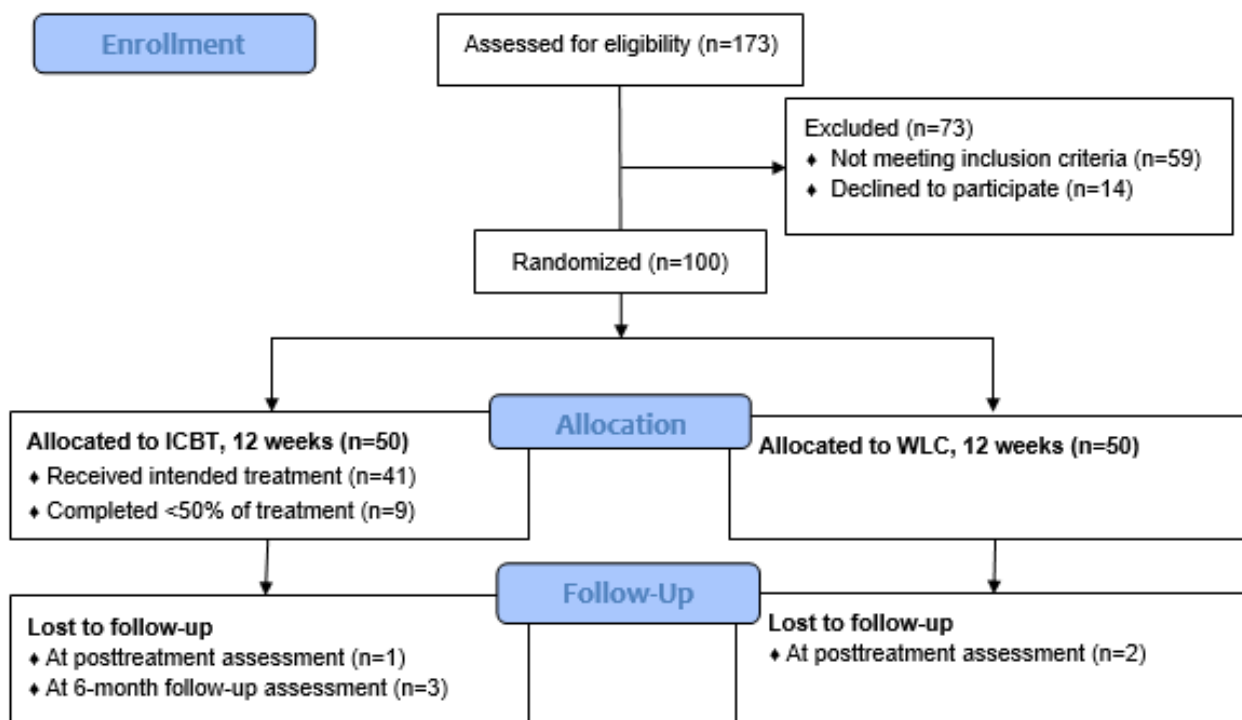 Enrollment
Assessed for eligibility (n=173)
Excluded (n=73)
♦ Not meeting inclusion criteria (n=59)
♦ Declined to participate (n=14)
Randomized (n=100)
Allocation
Allocated to ICBT, 12 weeks (n=50)
♦ Received intended treatment (n=41)
♦ Completed <50% of treatment (n=9)
Allocated to WLC, 12 weeks (n=50)
Follow-Up
Lost to follow-up
♦ At posttreatment assessment (n=1)
♦ At 6-month follow-up assessment (n=3)
Lost to follow-up
♦ At posttreatment assessment (n=2)